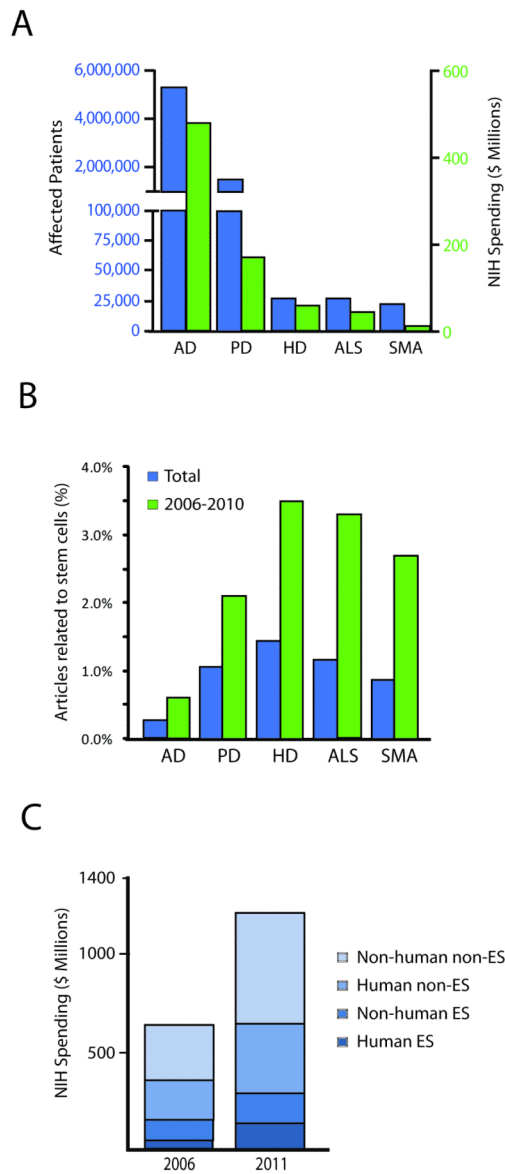 A
6,000,000
4,000,000
2,000,000
100,000
75,000
50,000
25,000
0
Affected Patients
600
400
200
0
NIH Spending ($ Millions)
AD PD HD ALS SMA
B
4.0%
3.0%
2.0%
1.0%
0.0%
Articles related to stem cells (%)
Total
2006-2010
AD PD HD ALS SMA
C
1400
1000
500
NIH Spending ($ Millions)
Non-human non-ES
Human non-ES
Non-human ES
Human ES
2006 2011